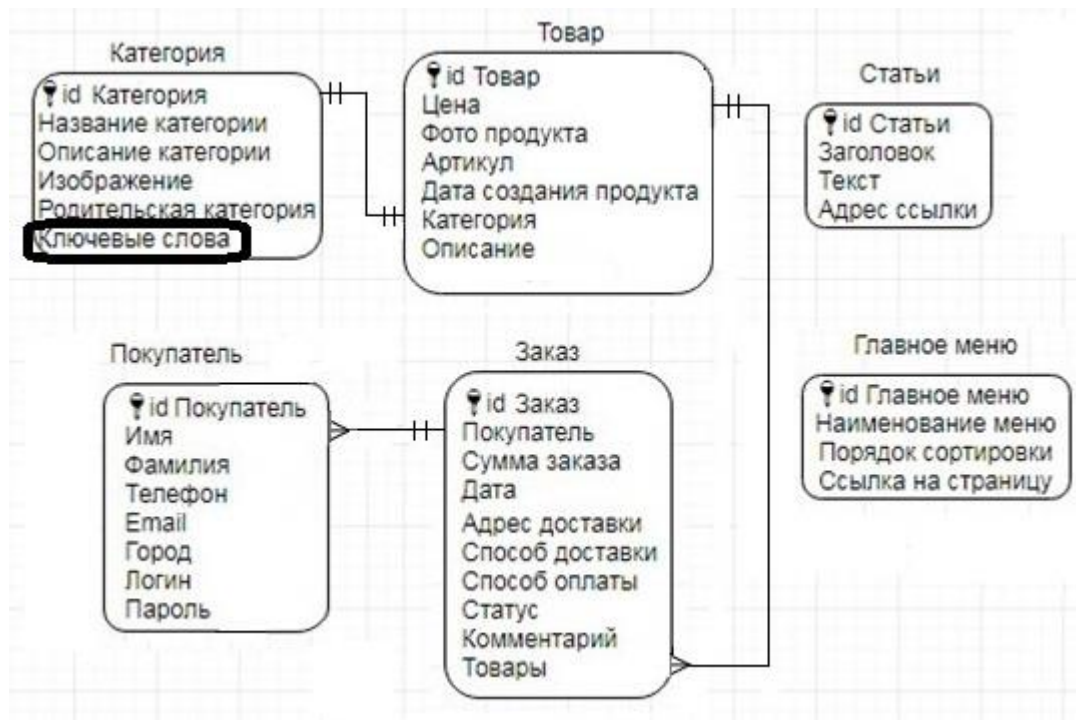 Категория
id Категория
Название категории
Описание категории
Изображение
Родительская категория
Ключевые слова
Товар
id Товар
Цена
Фото продукта
Артикул
Дата создания продукта
Категория
Описание
Статьи
id Статьи
Заголовок
Текст
Адрес ссылки
Покупатель
id Покупатель
Имя
Фамилия
Телефон
Email
Город
Логин
Пароль
Заказ
id Заказ
Покупатель
Сумма заказа
Дата
Адрес доставки
Способ доставки
Способ оплаты
Статус
Комментарий
Товары
Главное меню
id Главное меню
Наименование меню
Порядок сортировки
Ссылка на страницу